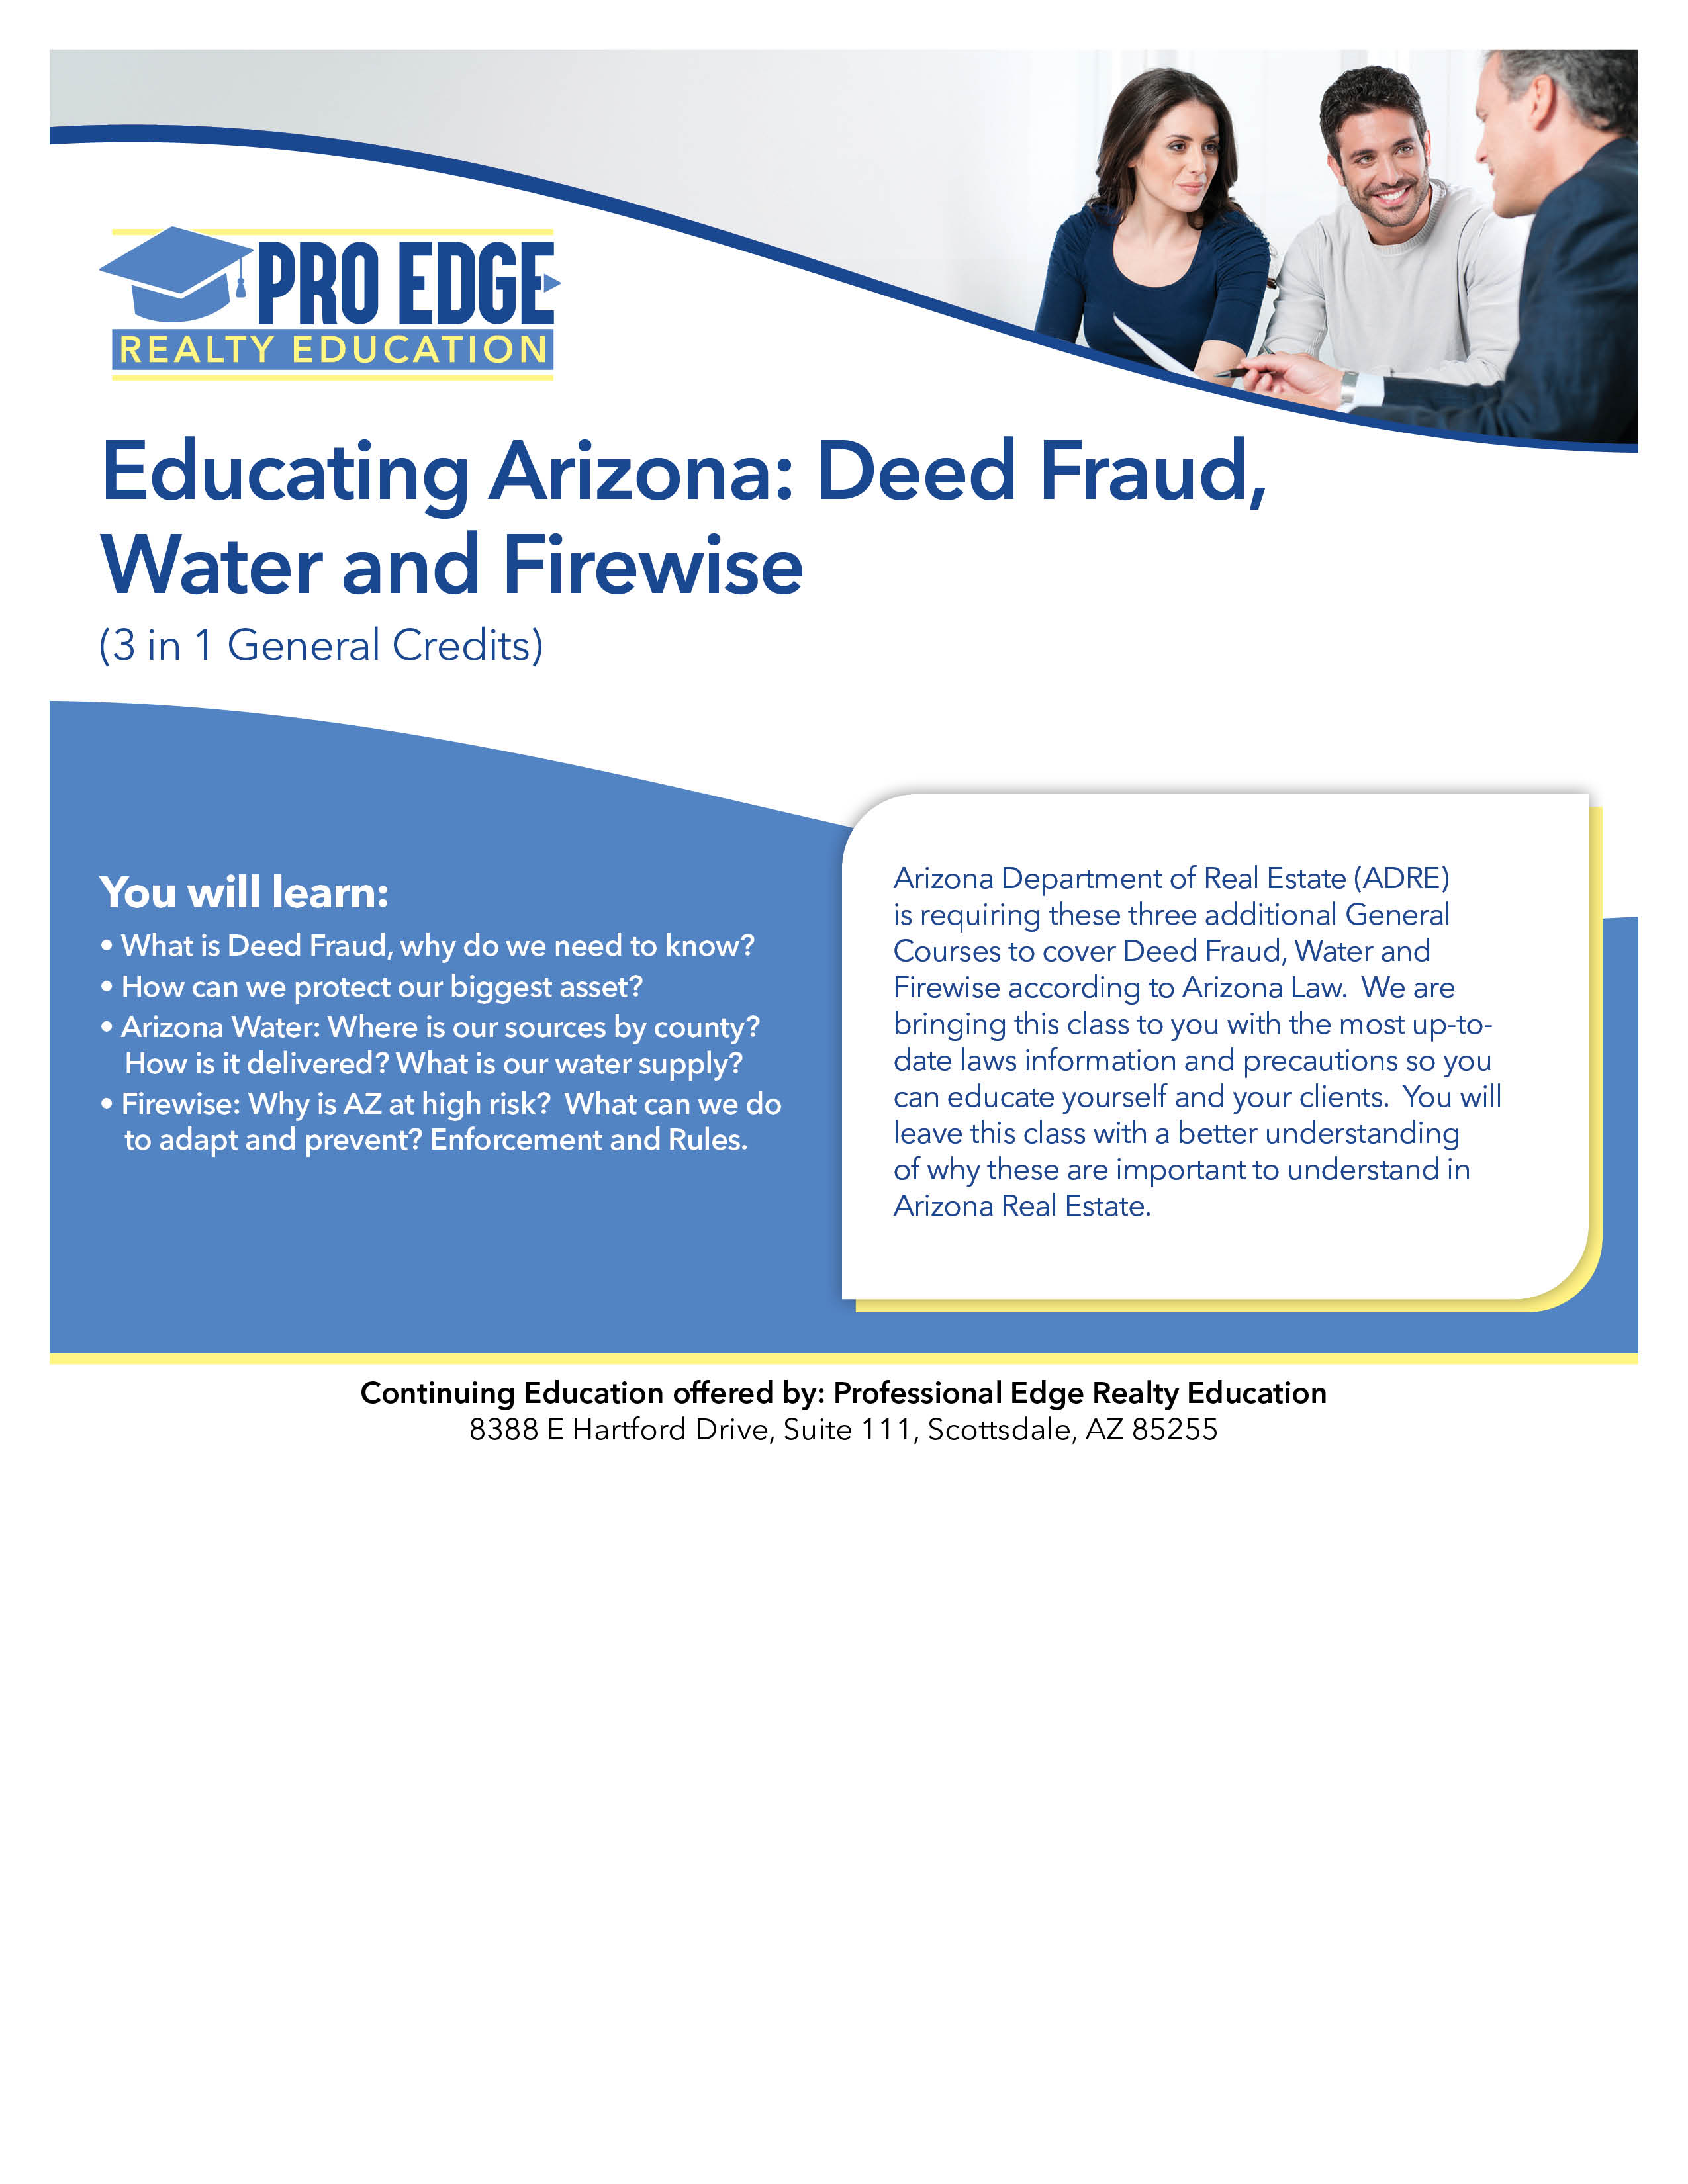 PRO EDGE
REALTY EDUCATION
Educating Arizona: Deed Fraud,
Water and Firewise
(3 in 1 General Credits)
You will learn:
• What is Deed Fraud, why do we need to know?
• How can we protect our biggest asset?
• Arizona Water: Where is our sources by county?
How is it delivered? What is our water supply?
• Firewise: Why is AZ at high risk?  What can we do
to adapt and prevent? Enforcement and Rules.
Arizona Department of Real Estate (ADRE)
is requiring these three additional General
Courses to cover Deed Fraud, Water and
Firewise according to Arizona Law.  We are
bringing this class to you with the most up-to-
date laws information and precautions so you
can educate yourself and your clients.  You will
leave this class with a better understanding
of why these are important to understand in
Arizona Real Estate.
Continuing Education offered by: Professional Edge Realty Education
8388 E Hartford Drive, Suite 111, Scottsdale, AZ 85255